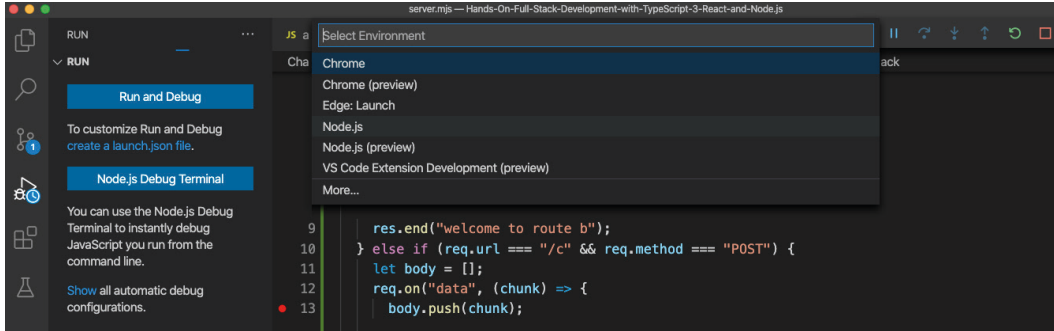 server.mjs — Hands-On-Full-Stack-Development-with-TypeScript-3-React-and-Node.js
RUN
...
JS a
Select Environment
RUN
Cha
ack
Chrome
Chrome (preview)
Edge: Launch
Node.js
Node.js (preview)
VS Code Extension Development (preview)
More...
Run and Debug
To customize Run and Debug
create a launch.json file.
Node.js Debug Terminal
You can use the Node.js Debug
Terminal to instantly debug
JavaScript you run from the
command line.
Show all automatic debug
configurations.
1
9 res.end("welcome to route b");
10 } else if (req.url === "/c" && req.method === "POST") {
11 let body = [];
12 req.on("data", (chunk) => {
13 body.push(chunk);